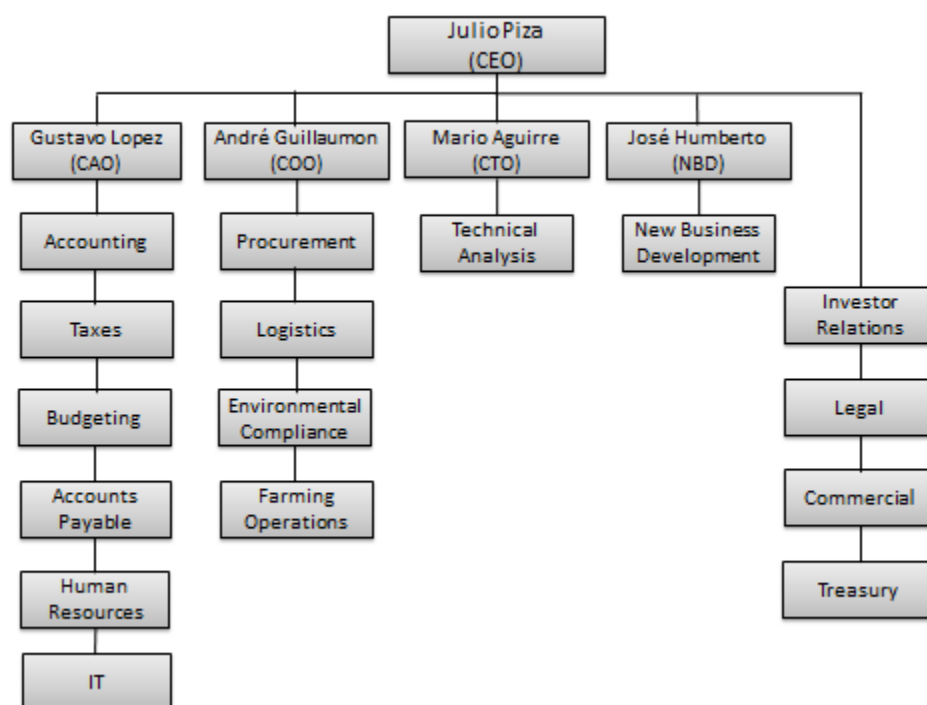 Julio Piza
(CEO)
Gustavo Lopez
(CAO)
André Guillaumon
(COO)
Mario Aguirre
(CTO)
José Humberto
(NBD)
Accounting
Procurement
Technical
Analysis
New Business
Development
Taxes
Logistics
Investor
Relations
Budgeting
Environmental
Compliance
Legal
Accounts
Payable
Farming
Operations
Commercial
Human
Resources
Treasury
IT